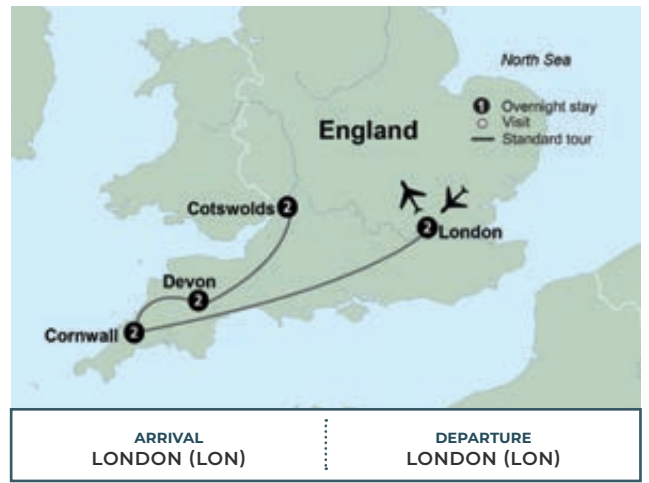 North Sea
1 Overnight stay
Visit
Standard tour
England
Cotswolds 2
2 London
Devon
2
Cornwall 2
ARRIVAL
LONDON (LON)
DEPARTURE
LONDON (LON)